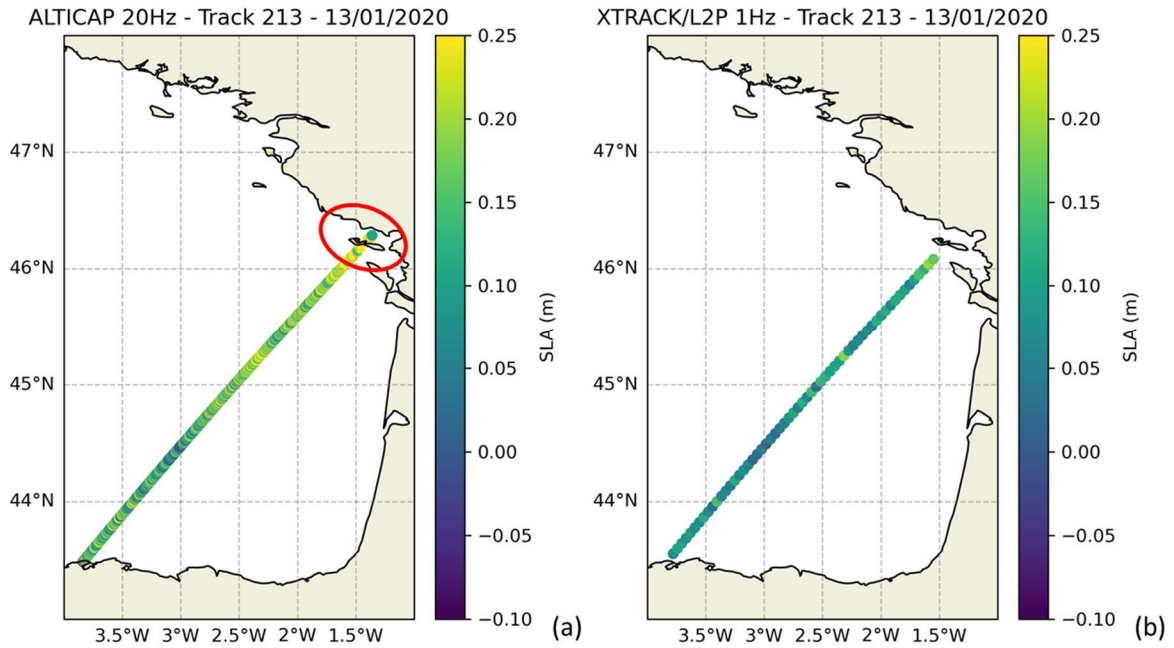 ALTICAP 20Hz - Track 213 - 13/01/2020
47°N
46°N
45°N
44°N
3.5°W 3°W 2.5°W 2°W 1.5°W
0.25
0.20
0.15
0.10
0.05
0.00
−0.05
−0.10
SLA (m)
(a)
XTRACK/L2P 1Hz - Track 213 - 13/01/2020
47°N
46°N
45°N
44°N
3.5°W 3°W 2.5°W 2°W 1.5°W
0.25
0.20
0.15
0.10
0.05
0.00
−0.05
−0.10
SLA (m)
(b)